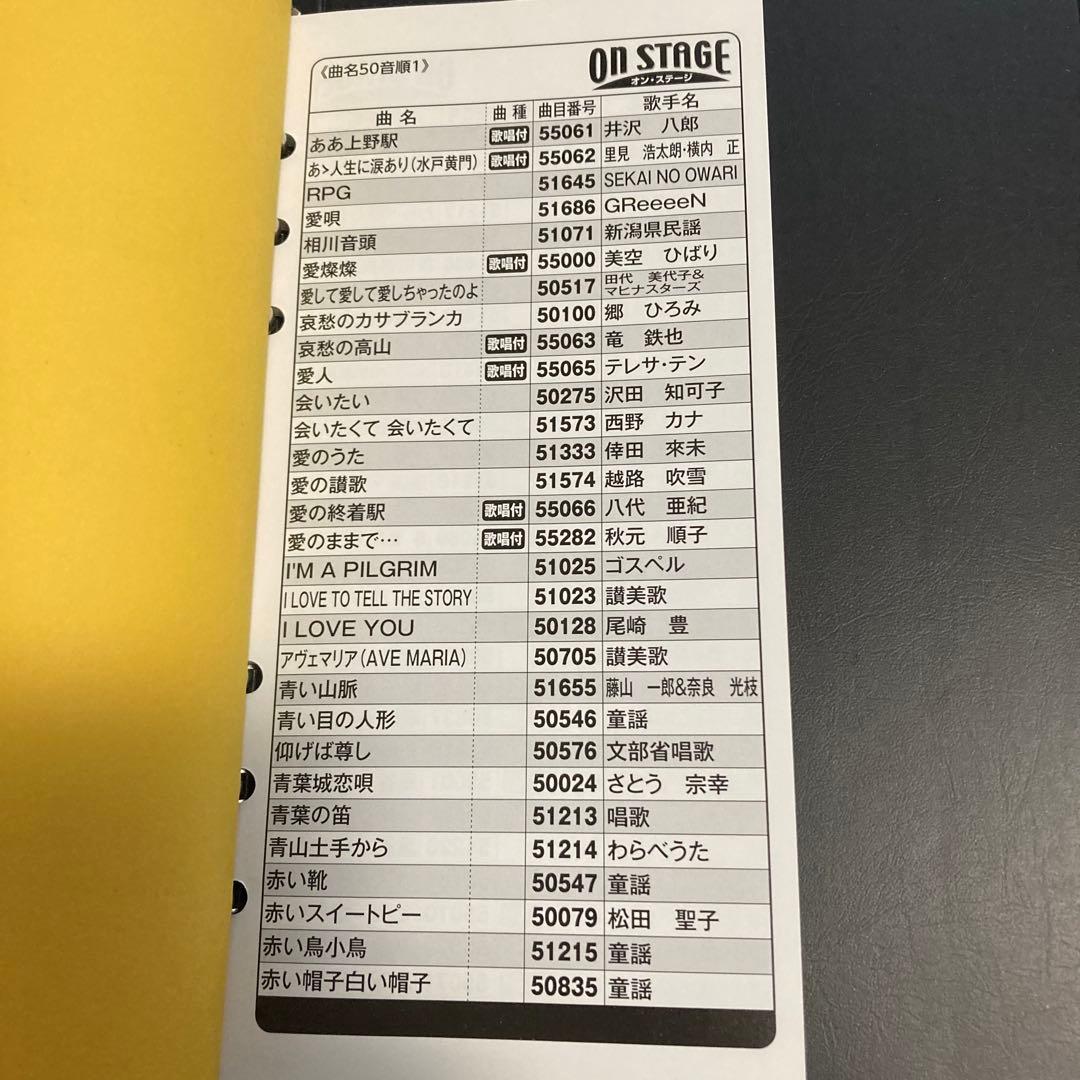 《曲名50音順1》
ON STAGE
オン・ステージ
曲名 曲種 曲目番号 歌手名
ああ上野駅 歌唱付 55061 井沢 八郎
あゝ人生に涙あり(水戸黄門) 歌唱付 55062 里見 浩太朗・横内 正
RPG 51645 SEKAI NO OWARI
愛唄 51686 GReeeeN
相川音頭 51071 新潟県民謡
愛燦燦 歌唱付 55000 美空 ひばり
愛して愛して愛しちゃったのよ 50517 田代 美代子&マヒナスターズ
哀愁のカサブランカ 50100 郷 ひろみ
哀愁の高山 歌唱付 55063 竜 鉄也
愛人 歌唱付 55065 テレサ・テン
会いたい 50275 沢田 知可子
会いたくて 会いたくて 51573 西野 カナ
愛のうた 51333 倖田 來未
愛の讃歌 51574 越路 吹雪
愛の終着駅 歌唱付 55066 八代 亜紀
愛のままで… 歌唱付 55282 秋元 順子
I'M A PILGRIM 51025 ゴスペル
I LOVE TO TELL THE STORY 51023 讃美歌
I LOVE YOU 50128 尾崎 豊
アヴェマリア(AVE MARIA) 50705 讃美歌
青い山脈 51655 藤山 一郎&奈良 光枝
青い目の人形 50546 童謡
仰げば尊し 50576 文部省唱歌
青葉城恋唄 50024 さとう 宗幸
青葉の笛 51213 唱歌
青山土手から 51214 わらべうた
赤い靴 50547 童謡
赤いスイートピー 50079 松田 聖子
赤い鳥小鳥 51215 童謡
赤い帽子白い帽子 50835 童謡